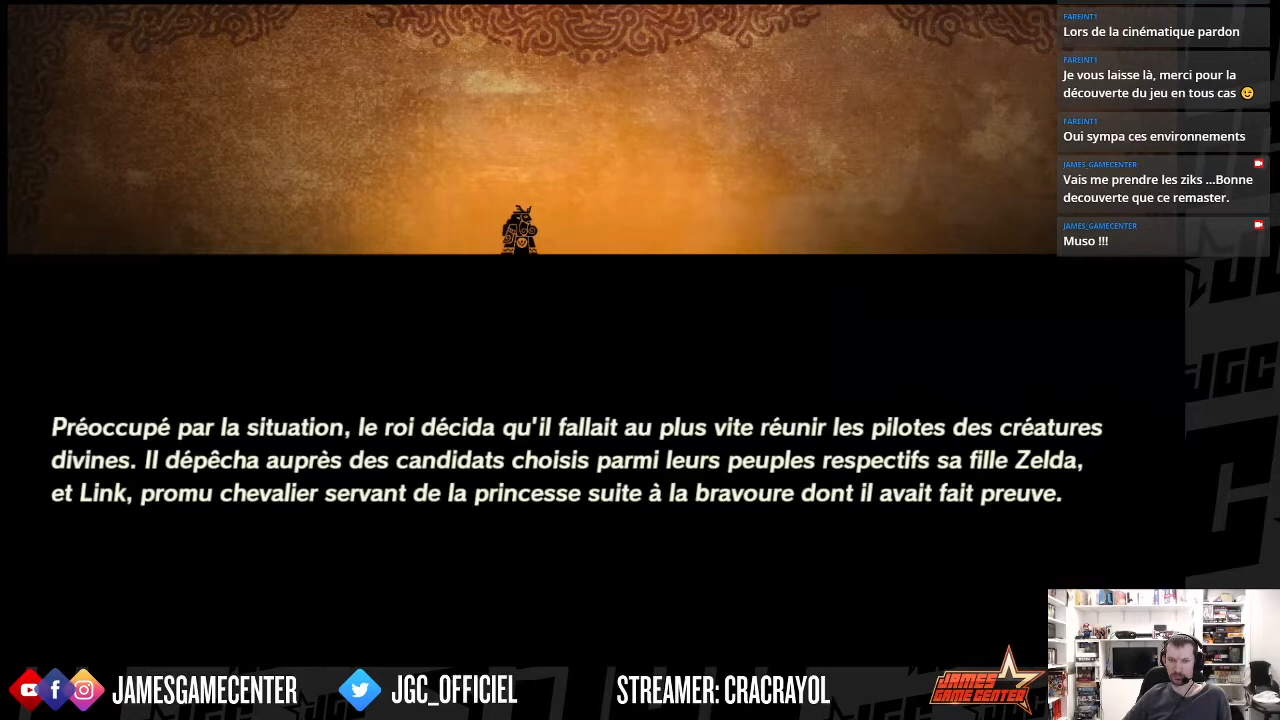 FAREINT1
Lors de la cinématique pardon
FAREINT1
Je vous laisse là, merci pour la
découverte du jeu en tous cas 😉
FAREINT1
Oui sympa ces environnements
JAMES_GAMECENTER
Vais me prendre les ziks ...Bonne
decouverte que ce remaster.
JAMES_GAMECENTER
Muso !!!
Préoccupé par la situation, le roi décida qu'il fallait au plus vite réunir les pilotes des créatures
divines. Il dépêcha auprès des candidats choisis parmi leurs peuples respectifs sa fille Zelda,
et Link, promu chevalier servant de la princesse suite à la bravoure dont il avait fait preuve.
JAMESGAMECENTER
JGC_OFFICIEL
STREAMER: CRACRAYOL
JAMES
GAME CENTER